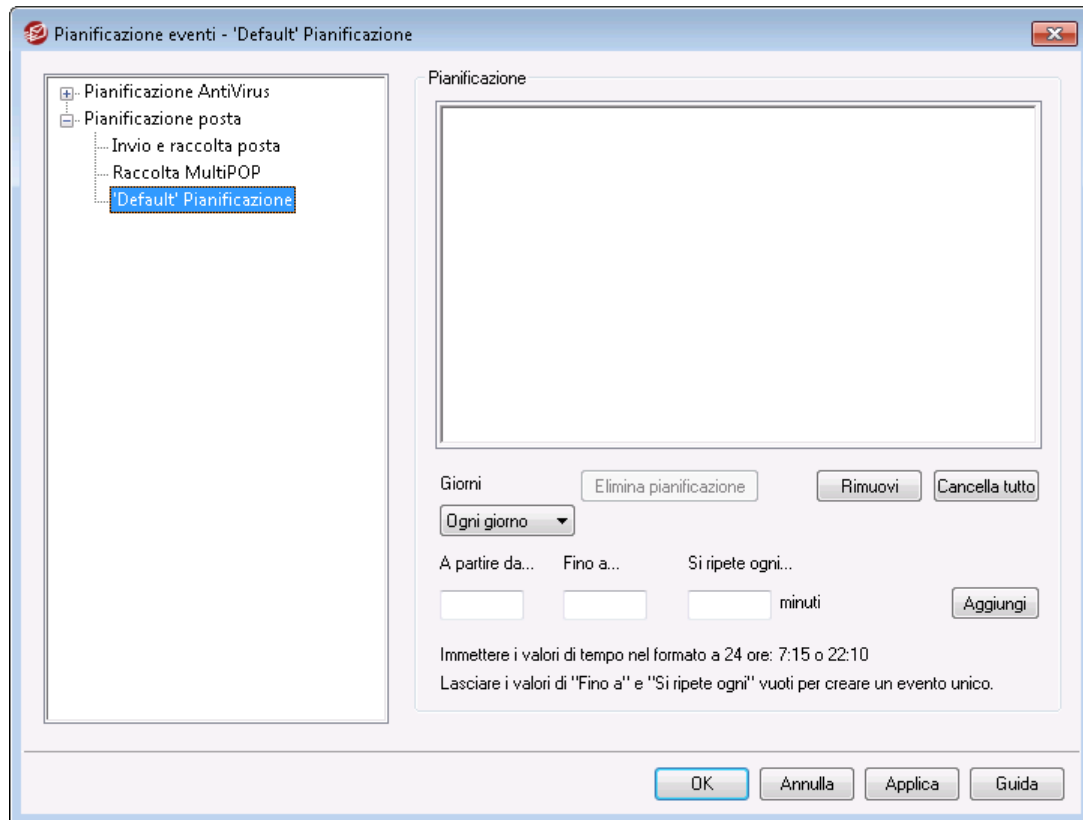 Pianificazione eventi - 'Default' Pianificazione
Pianificazione AntiVirus
Pianificazione posta
Invio e raccolta posta
Raccolta MultiPOP
'Default' Pianificazione
Pianificazione
Giorni
Elimina pianificazione
Rimuovi
Cancella tutto
Ogni giorno
A partire da...
Fino a...
Si ripete ogni...
minuti
Aggiungi
Immettere i valori di tempo nel formato a 24 ore: 7:15 o 22:10
Lasciare i valori di "Fino a" e "Si ripete ogni" vuoti per creare un evento unico.
OK
Annulla
Applica
Guida